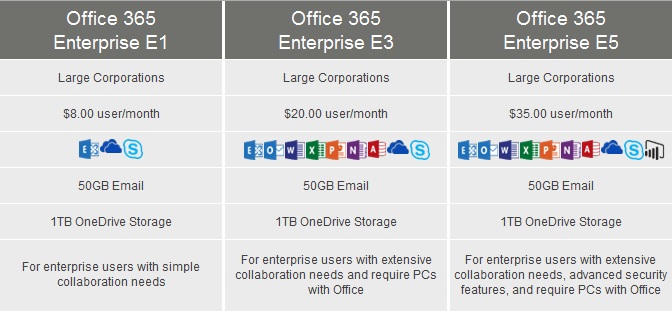 Office 365
Enterprise E1
Office 365
Enterprise E3
Office 365
Enterprise E5
Large Corporations
Large Corporations
Large Corporations
$8.00 user/month
$20.00 user/month
$35.00 user/month
E S
E O W X P N A S
E O W X P N A S
50GB Email
50GB Email
50GB Email
1TB OneDrive Storage
1TB OneDrive Storage
1TB OneDrive Storage
For enterprise users with simple
collaboration needs
For enterprise users with extensive
collaboration needs and require PCs
with Office
For enterprise users with extensive
collaboration needs, advanced security
features, and require PCs with Office